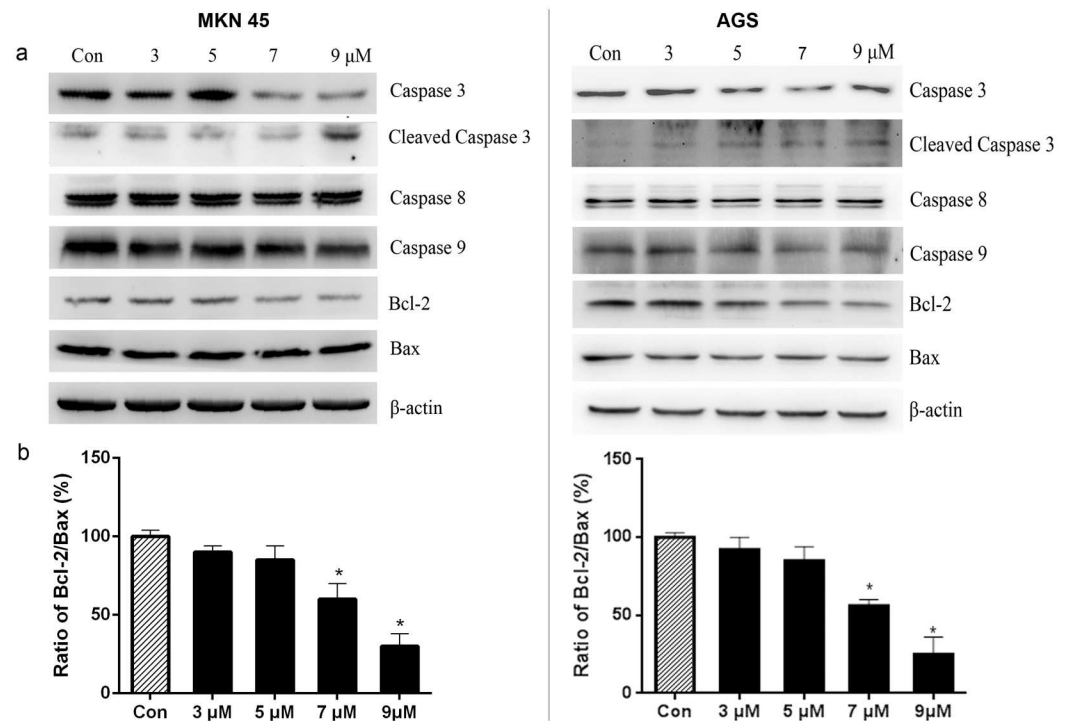 MKN 45
a
Con 3 5 7 9 μM
Caspase 3
Cleaved Caspase 3
Caspase 8
Caspase 9
Bcl-2
Bax
β-actin
AGS
Con 3 5 7 9 μM
Caspase 3
Cleaved Caspase 3
Caspase 8
Caspase 9
Bcl-2
Bax
β-actin
b
Ratio of Bcl-2/Bax (%)
150
100
50
0
*
*
Con 3 μM 5 μM 7 μM 9μM
Ratio of Bcl-2/Bax (%)
150
100
50
0
*
*
Con 3 μM 5 μM 7 μM 9μM